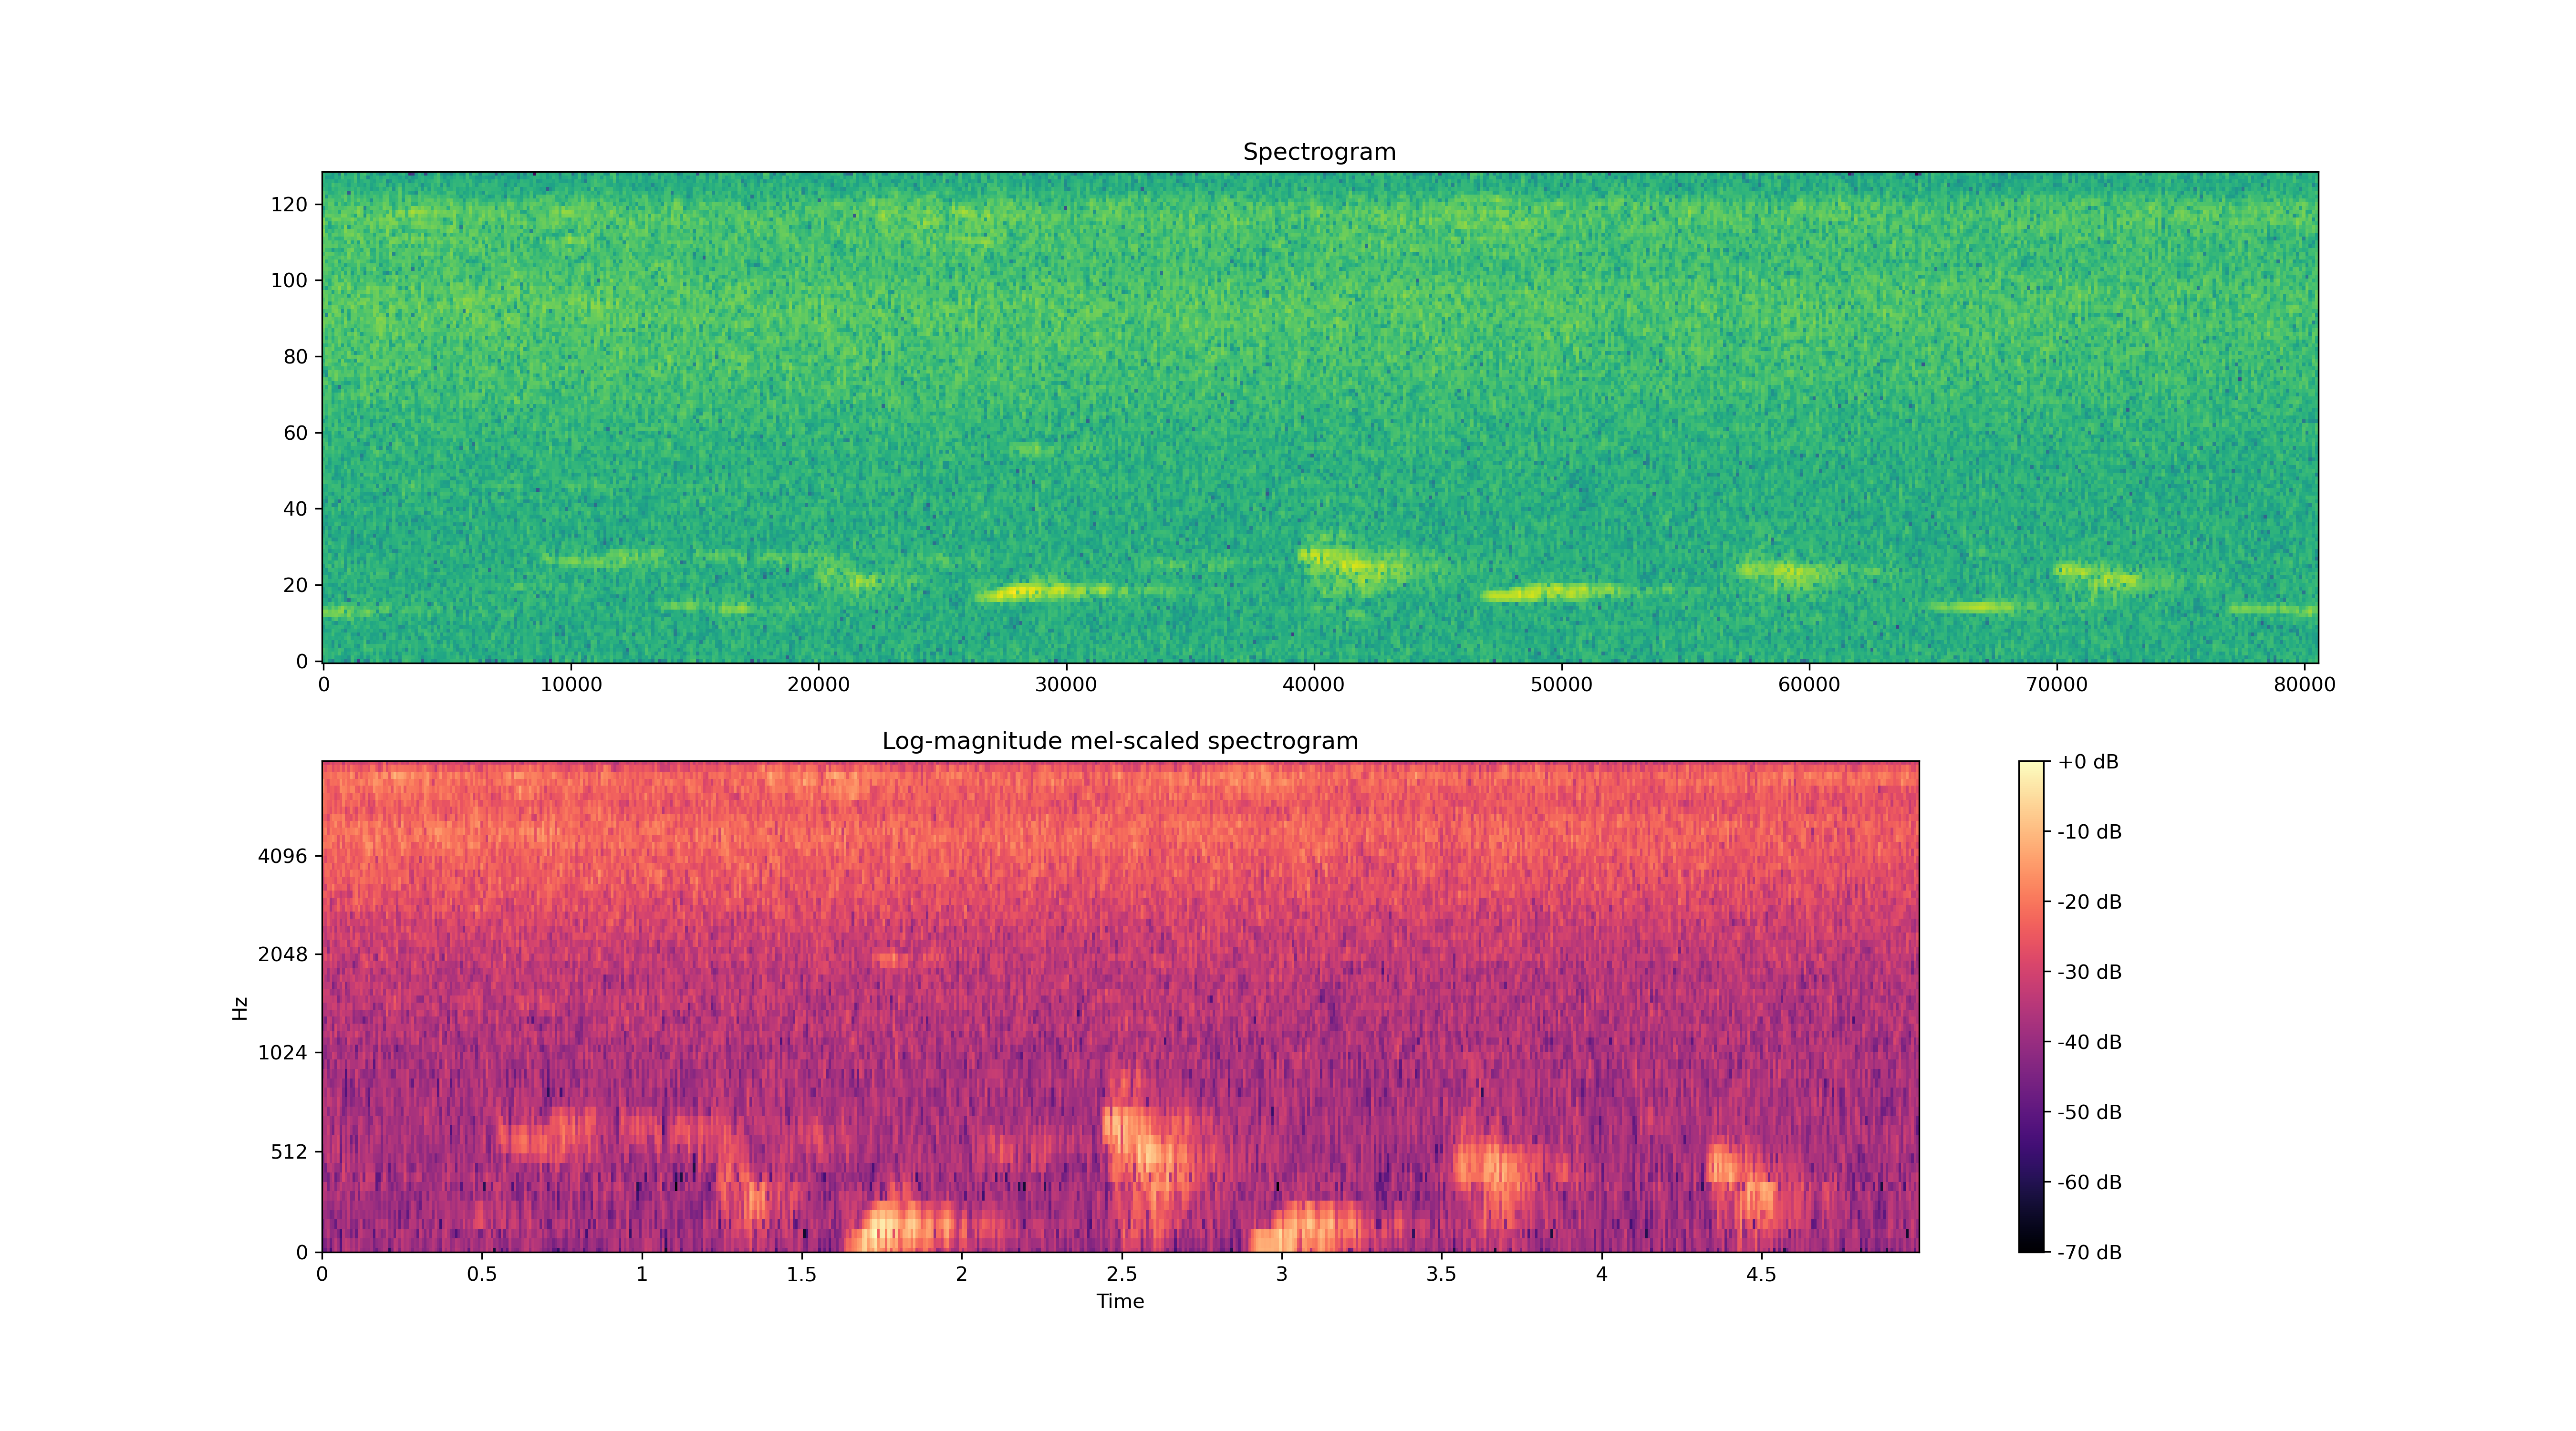 Spectrogram
120
100
80
60
40
20
0
0 10000 20000 30000 40000 50000 60000 70000 80000
Log-magnitude mel-scaled spectrogram
4096
2048
1024
512
0
Hz
0 0.5 1 1.5 2 2.5 3 3.5 4 4.5
Time
+0 dB
-10 dB
-20 dB
-30 dB
-40 dB
-50 dB
-60 dB
-70 dB